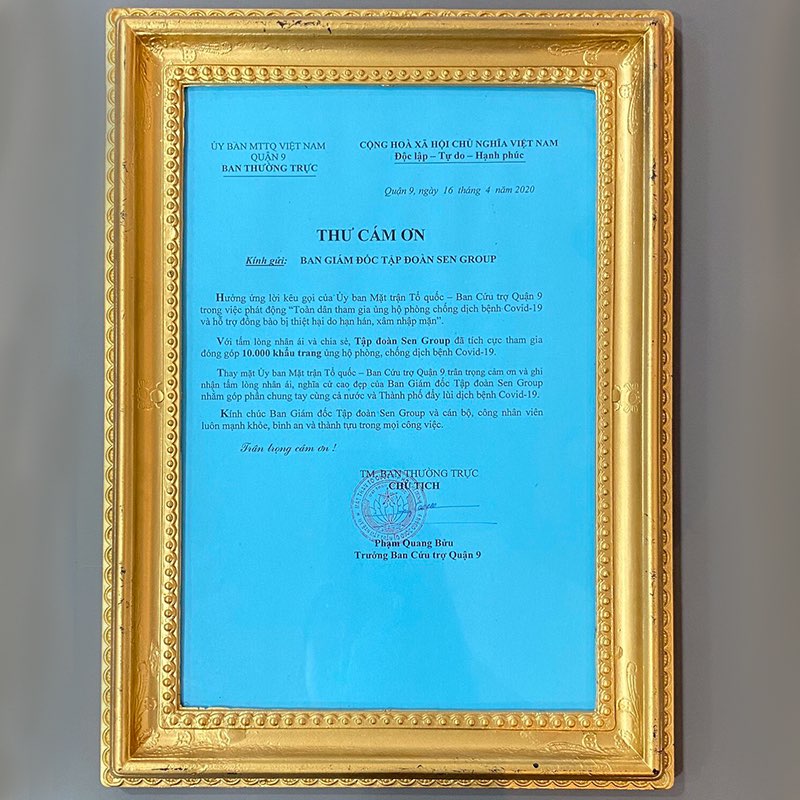 ỦY BAN MTTQ VIỆT NAM
QUẬN 9
BAN THƯỜNG TRỰC
CỘNG HOÀ XÃ HỘI CHỦ NGHĨA VIỆT NAM
Độc lập – Tự do – Hạnh phúc
Quận 9, ngày 16 tháng 4 năm 2020
THƯ CÁM ƠN
Kính gửi: BAN GIÁM ĐỐC TẬP ĐOÀN SEN GROUP
Hưởng ứng lời kêu gọi của Ủy ban Mặt trận Tổ quốc – Ban Cứu trợ Quận 9
trong việc phát động “Toàn dân tham gia ủng hộ phòng chống dịch bệnh Covid-19
và hỗ trợ đồng bào bị thiệt hại do hạn hán, xâm nhập mặn”.
Với tấm lòng nhân ái và chia sẻ, Tập đoàn Sen Group đã tích cực tham gia
đóng góp 10.000 khẩu trang ủng hộ phòng, chống dịch bệnh Covid-19.
Thay mặt Ủy ban Mặt trận Tổ quốc – Ban Cứu trợ Quận 9 trân trọng cảm ơn và ghi
nhận tấm lòng nhân ái, nghĩa cử cao đẹp của Ban Giám đốc Tập đoàn Sen Group
nhằm góp phần chung tay cùng cả nước và Thành phố đẩy lùi dịch bệnh Covid-19.
Kính chúc Ban Giám đốc Tập đoàn Sen Group và cán bộ, công nhân viên
luôn mạnh khỏe, bình an và thành tựu trong mọi công việc.
Trân trọng cám ơn !
TM. BAN THƯỜNG TRỰC
CHỦ TỊCH
Phạm Quang Bửu
Trưởng Ban Cứu trợ Quận 9